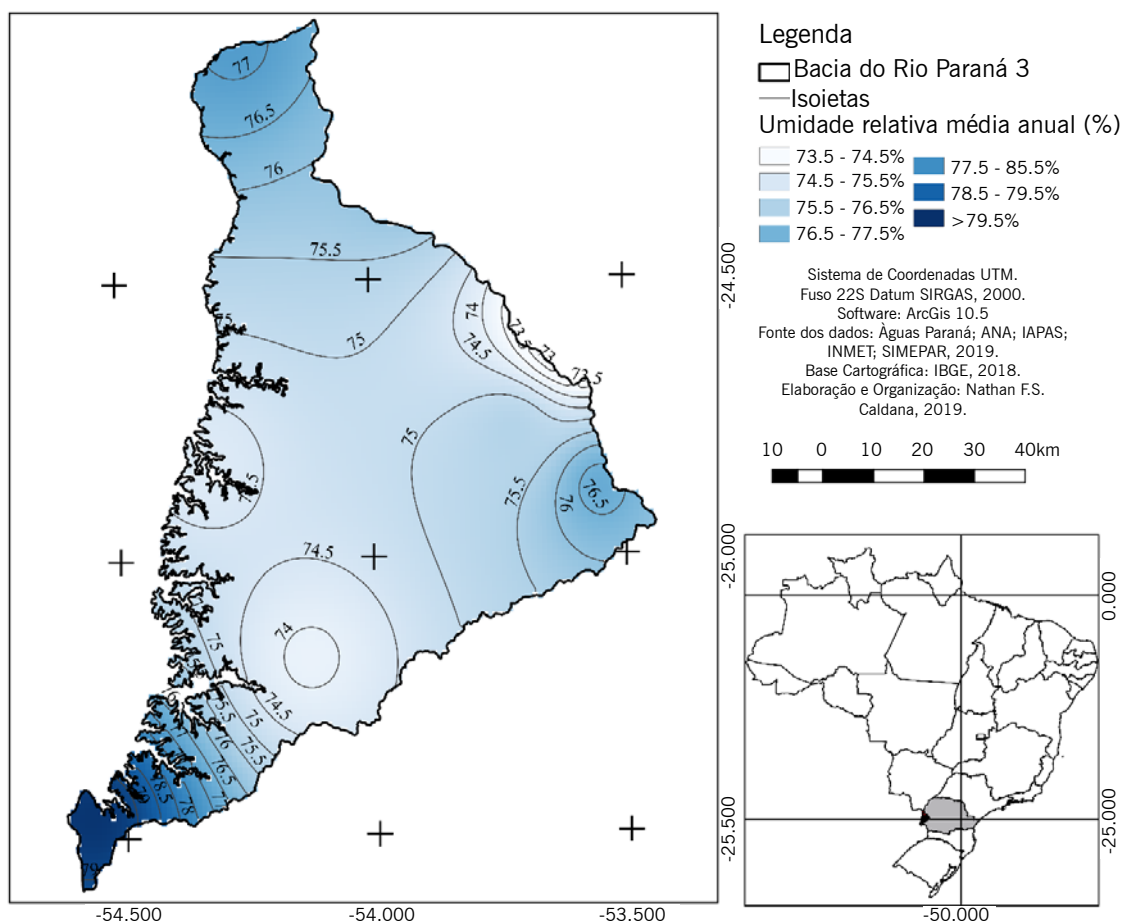 77
76.5
76
75.5
75
75
74
74.5
73.5
73
73.5
75
75.5
76
76.5
74.5
74
75
75.5
75
74.5
76
75.5
76.5
78.5
78
79
-54.500
-54.000
-53.500
-24.500
-25.000
-25.500
Legenda
Bacia do Rio Paraná 3
Isoietas
Umidade relativa média anual (%)
73.5 - 74.5%
74.5 - 75.5%
75.5 - 76.5%
76.5 - 77.5%
77.5 - 85.5%
78.5 - 79.5%
>79.5%
Sistema de Coordenadas UTM.
Fuso 22S Datum SIRGAS, 2000.
Software: ArcGis 10.5
Fonte dos dados: Àguas Paraná; ANA; IAPAS;
INMET; SIMEPAR, 2019.
Base Cartográfica: IBGE, 2018.
Elaboração e Organização: Nathan F.S.
Caldana, 2019.
10 0 10 20 30 40km
0.000
-25.000
-50.000